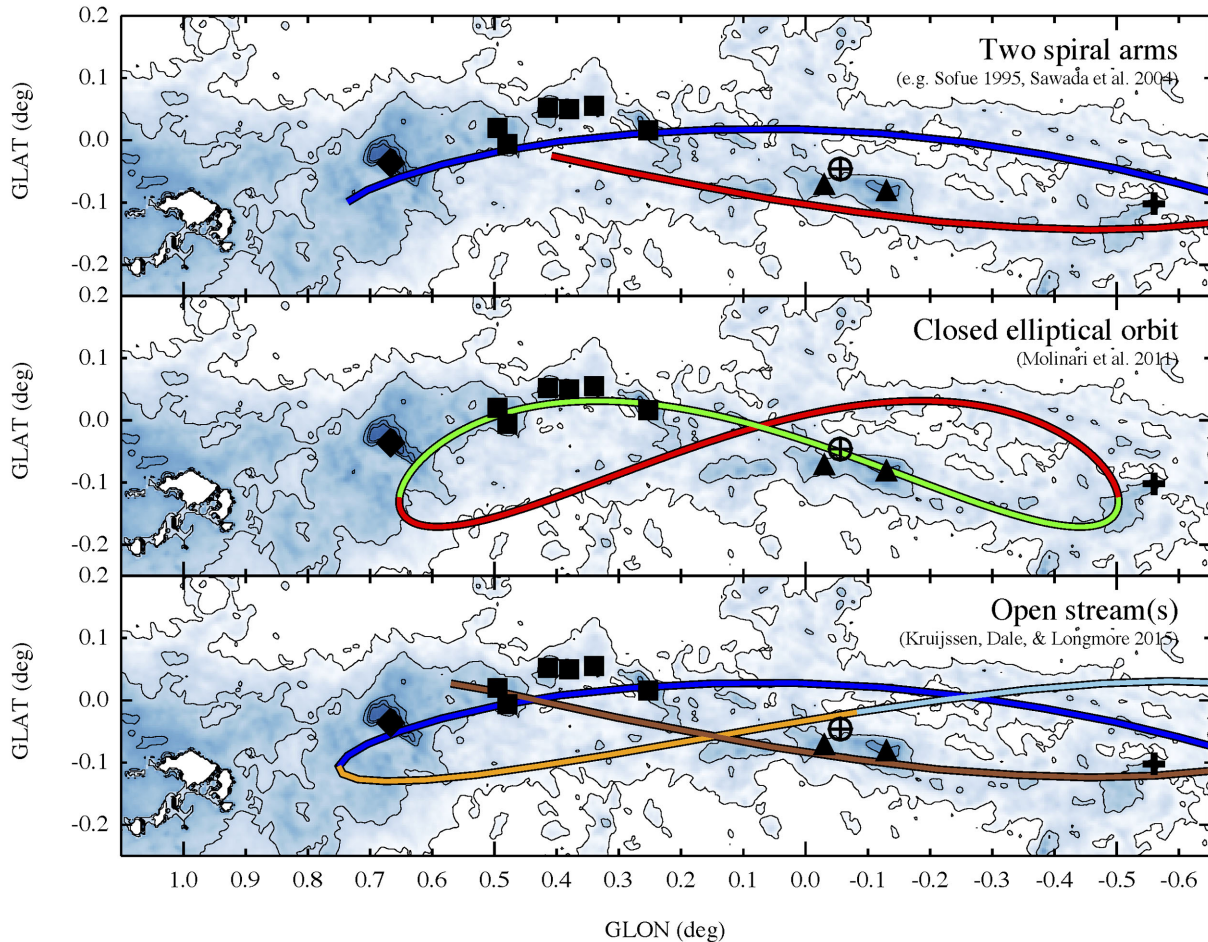 0.2
0.1
0.0
-0.1
-0.2
GLAT (deg)
Two spiral arms
(e.g. Sofue 1995, Sawada et al. 2004)
0.2
0.1
0.0
-0.1
-0.2
GLAT (deg)
Closed elliptical orbit
(Molinari et al. 2011)
0.2
0.1
0.0
-0.1
-0.2
GLAT (deg)
Open stream(s)
(Kruijssen, Dale, & Longmore 2015)
1.0 0.9 0.8 0.7 0.6 0.5 0.4 0.3 0.2 0.1 0.0 -0.1 -0.2 -0.3 -0.4 -0.5 -0.6
GLON (deg)